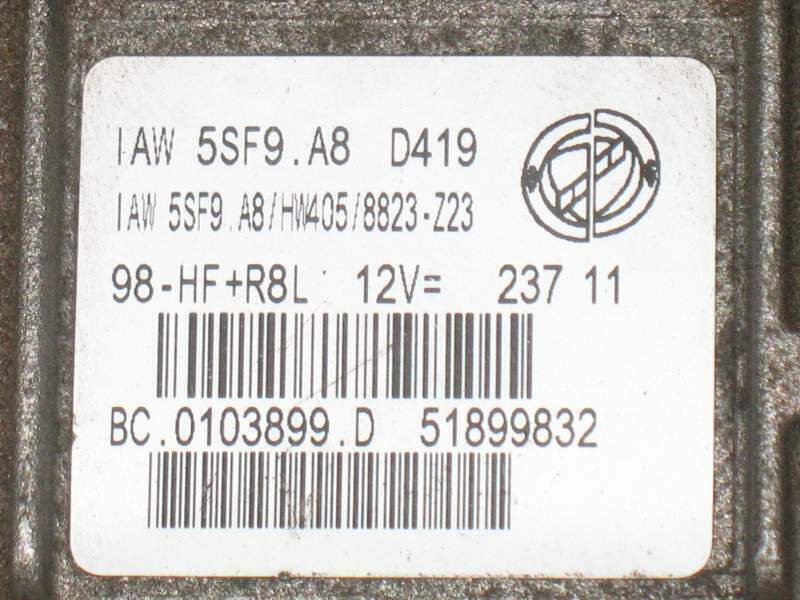 IAW 5SF9.A8 D419
IAW 5SF9.A8/HW405/8823-Z23
98-HF+R8L 12V= 237 11
BC.0103899.D 51899832